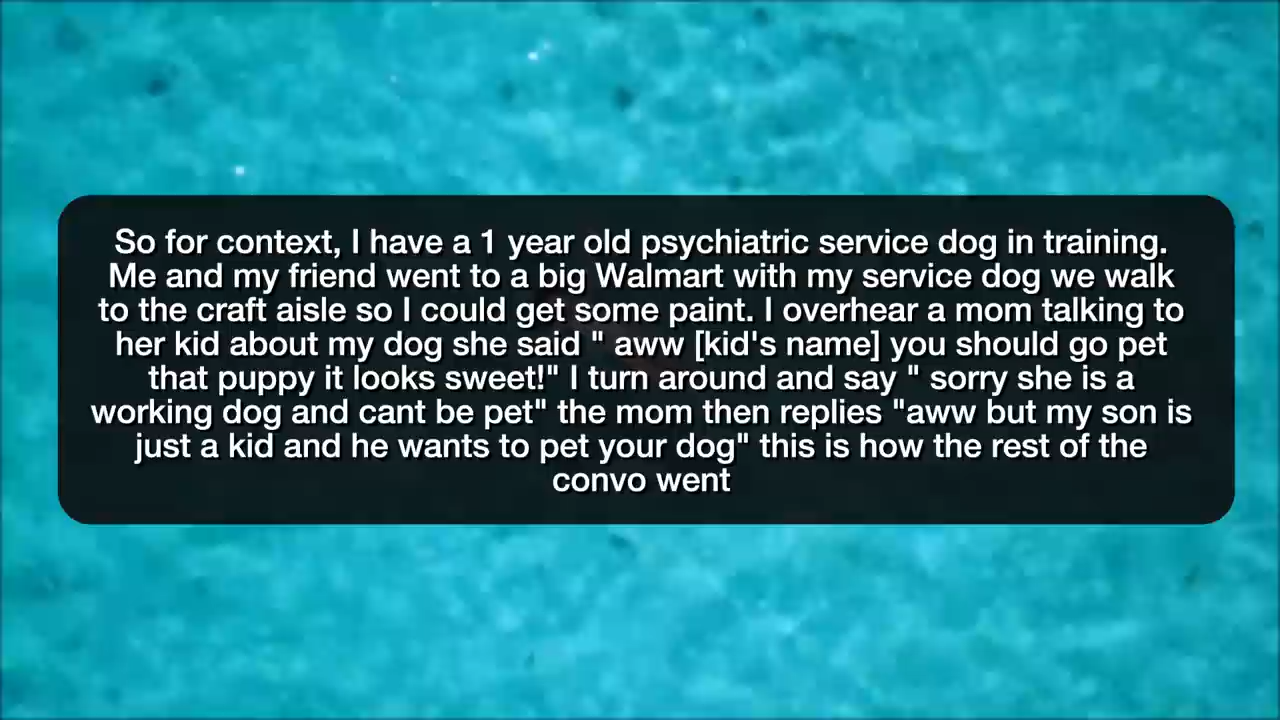 So for context, I have a 1 year old psychiatric service dog in training.
Me and my friend went to a big Walmart with my service dog we walk
to the craft aisle so I could get some paint. I overhear a mom talking to
her kid about my dog she said " aww [kid's name] you should go pet
that puppy it looks sweet!" I turn around and say " sorry she is a
working dog and cant be pet" the mom then replies "aww but my son is
just a kid and he wants to pet your dog" this is how the rest of the
convo went